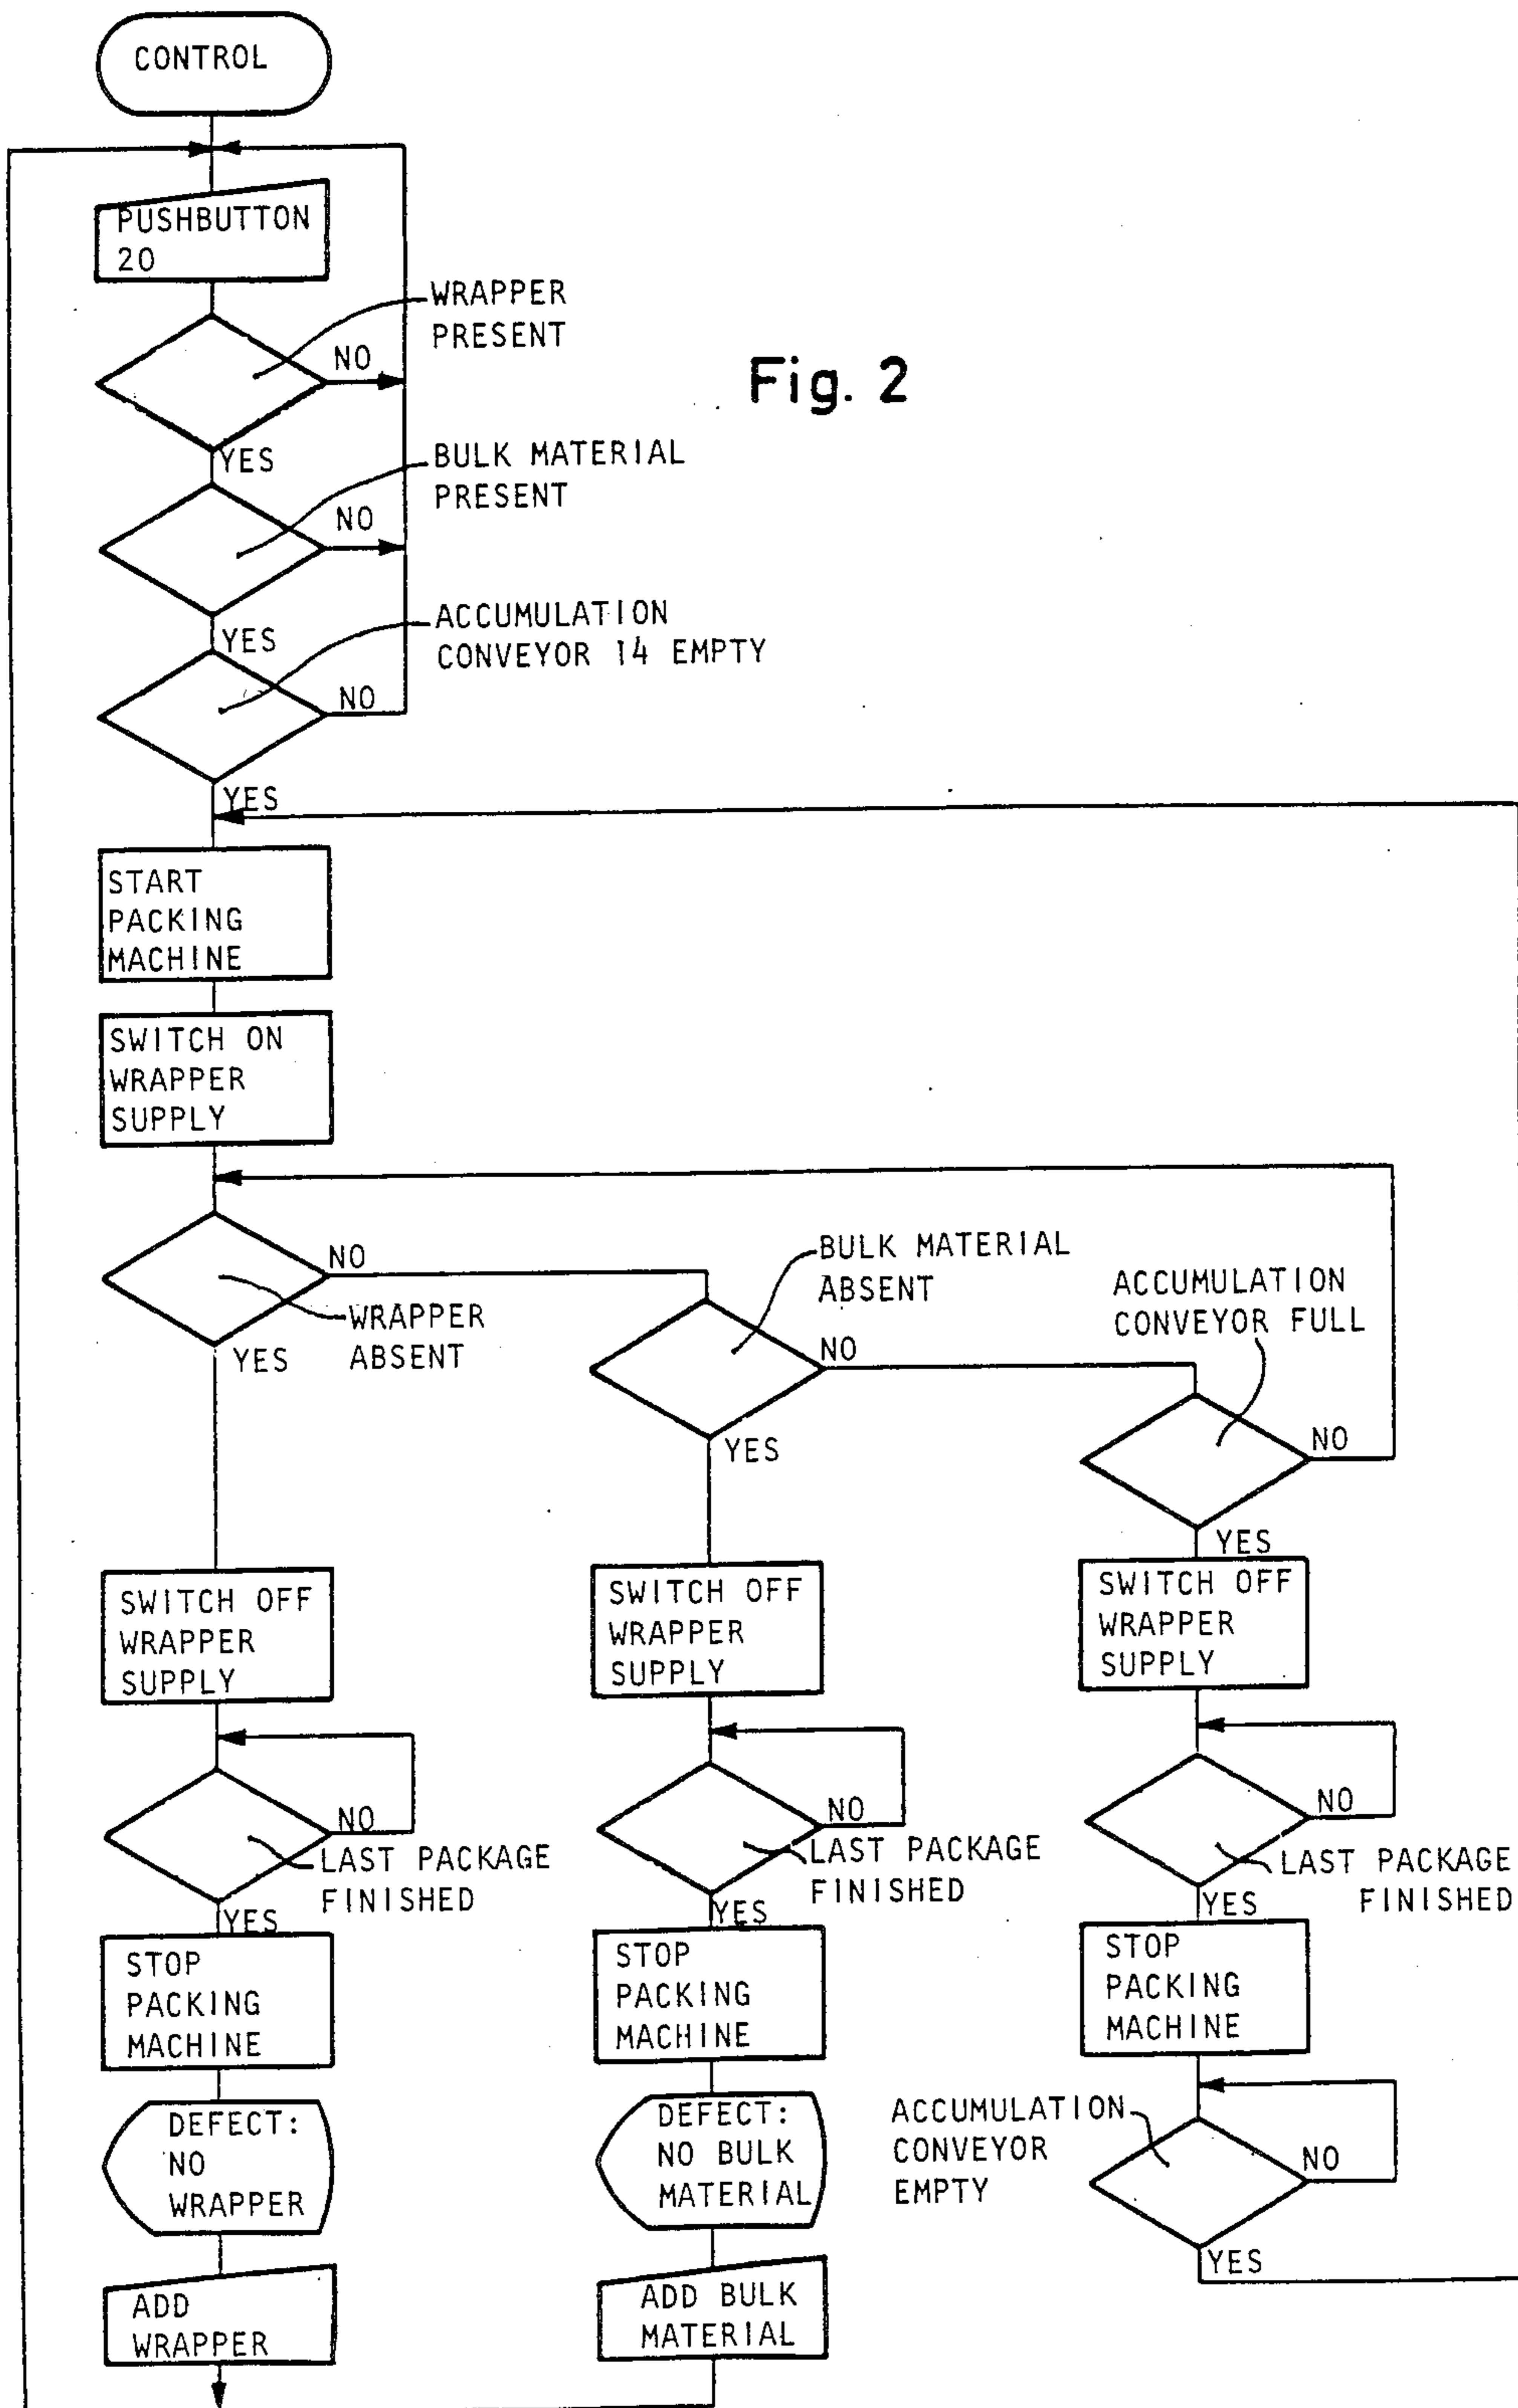 CONTROL
PUSHBUTTON
20
WRAPPER
PRESENT
NO
Fig. 2
YES
BULK MATERIAL
PRESENT
NO
YES
ACCUMULATION
CONVEYOR 14 EMPTY
NO
YES
START
PACKING
MACHINE
SWITCH ON
WRAPPER
SUPPLY
NO
WRAPPER
ABSENT
YES
BULK MATERIAL
ABSENT
NO
YES
ACCUMULATION
CONVEYOR FULL
NO
YES
SWITCH OFF
WRAPPER
SUPPLY
NO
LAST PACKAGE
FINISHED
YES
STOP
PACKING
MACHINE
DEFECT:
NO
WRAPPER
ADD
WRAPPER
SWITCH OFF
WRAPPER
SUPPLY
NO
LAST PACKAGE
FINISHED
YES
STOP
PACKING
MACHINE
DEFECT:
NO BULK
MATERIAL
ADD BULK
MATERIAL
SWITCH OFF
WRAPPER
SUPPLY
NO
LAST PACKAGE
FINISHED
YES
STOP
PACKING
MACHINE
ACCUMULATION
CONVEYOR
EMPTY
NO
YES